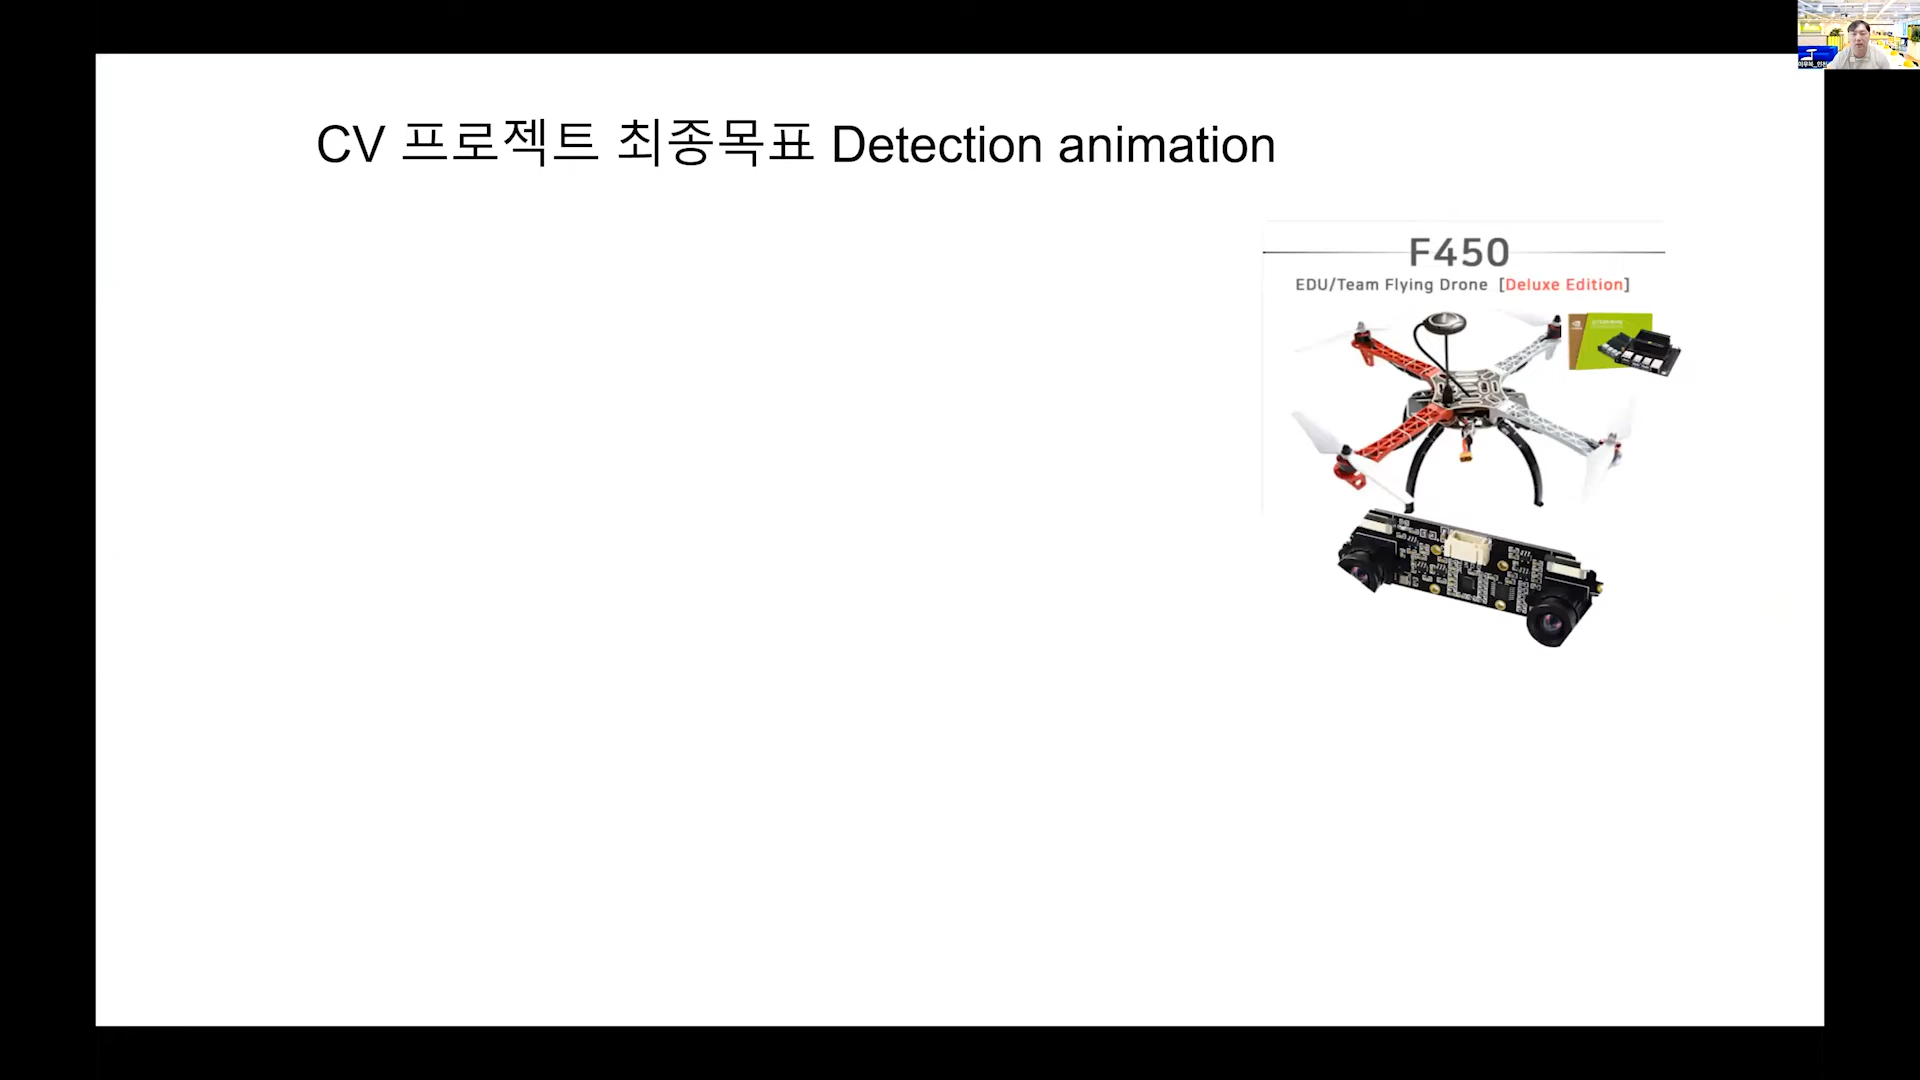 CV 프로젝트 최종목표 Detection animation
F450
EDU/Team Flying Drone [Deluxe Edition]